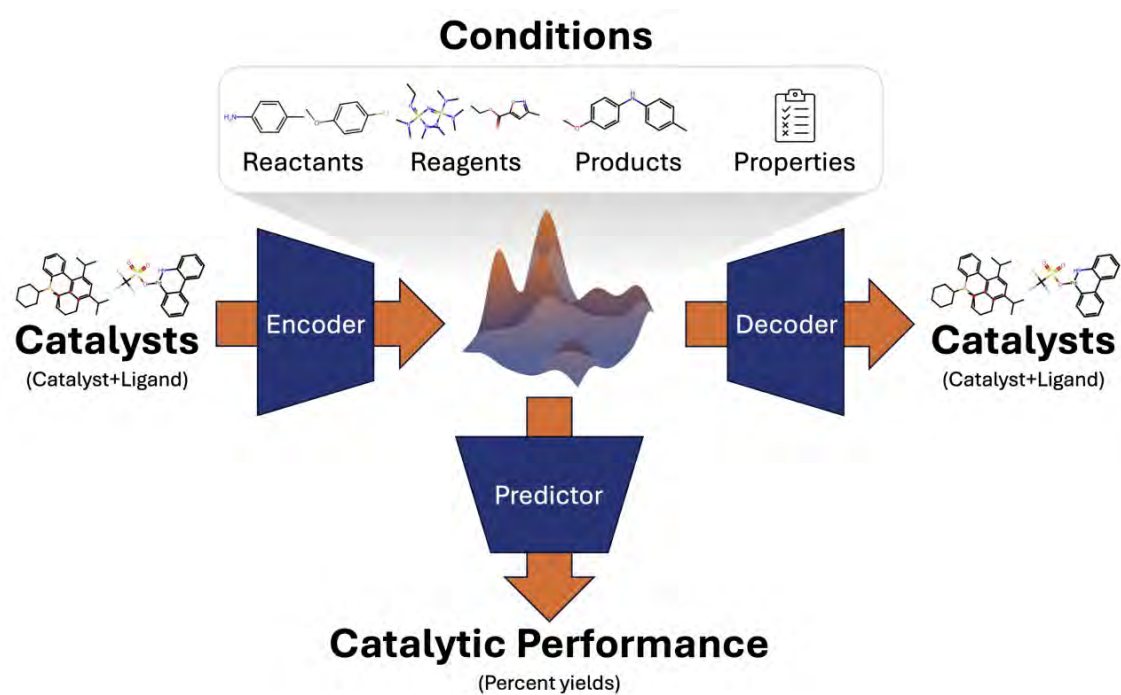 Conditions
Reactants Reagents Products Properties
Encoder Decoder
Catalysts Catalysts
(Catalyst+Ligand) (Catalyst+Ligand)
Predictor
Catalytic Performance
(Percent yields)